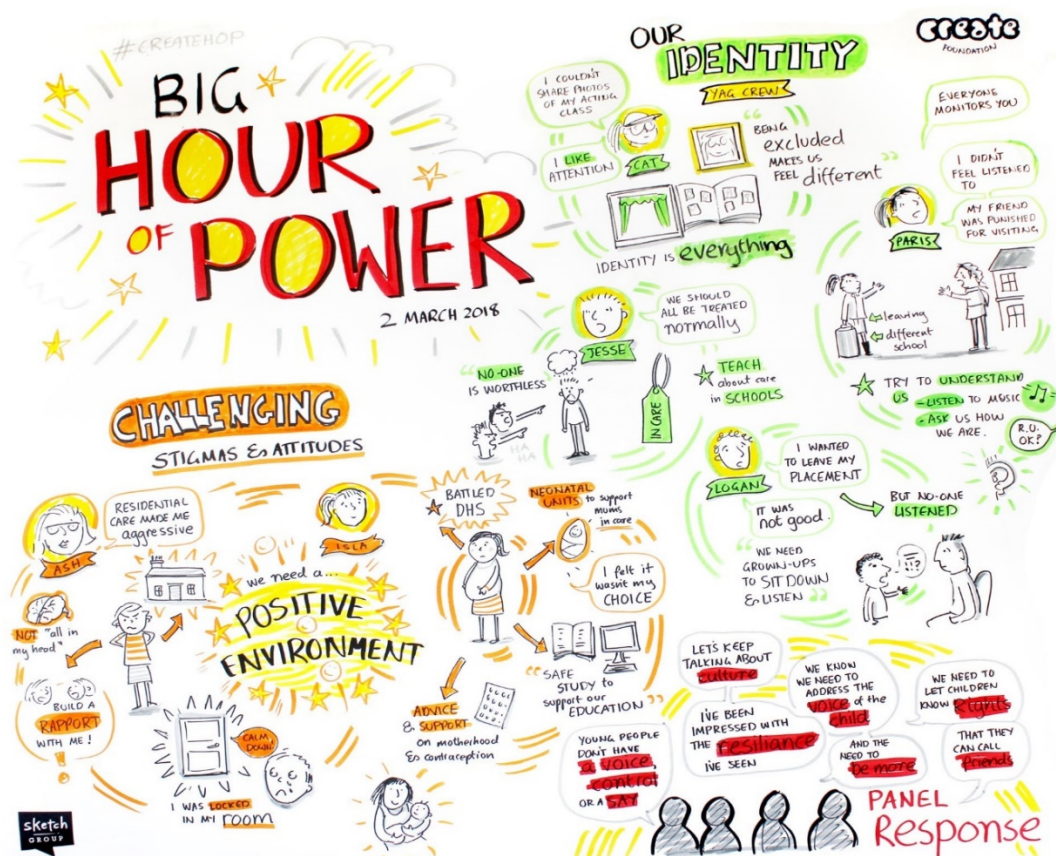 #CREATEHOP
BIG
HOUR
OF POWER
2 MARCH 2018
OUR
IDENTITY
YAG CREW
create
FOUNDATION
I COULDN'T
SHARE PHOTOS
OF MY ACTING
CLASS
I LIKE
ATTENTION
CAT
"BEING
excluded
MAKES US
FEEL different"
IDENTITY IS everything
EVERYONE
MONITORS YOU
I DIDN'T
FEEL LISTENED
TO
MY FRIEND
WAS PUNISHED
FOR VISITING
PARIS
leaving
different
school
TRY TO UNDERSTAND
US - LISTEN TO MUSIC
- ASK US HOW
WE ARE.
R.U.
OK?
JESSE
WE SHOULD
ALL BE TREATED
normally
"NO-ONE
IS WORTHLESS"
HA
HA
IN CARE
TEACH
about care
in SCHOOLS
LOGAN
I WANTED
TO LEAVE MY
PLACEMENT
IT WAS
not good.
BUT NO-ONE
LISTENED
"WE NEED
GROWN-UPS
TO SIT DOWN
& LISTEN"
CHALLENGING
STIGMAS & ATTITUDES
ASH
RESIDENTIAL
CARE MADE ME
aggressive
NOT "all in
my head"
BUILD A
RAPPORT
WITH ME!
CALM
DOWN!
I WAS LOCKED
IN MY room
ISLA
we need a...
POSITIVE
ENVIRONMENT
BATTLED
DHS
NEONATAL
UNITS to support
mums
in care
I felt it
wasn't my
CHOICE
"SAFE
STUDY to
support our
EDUCATION"
ADVICE
& SUPPORT
on motherhood
& contraception
YOUNG PEOPLE
DON'T HAVE
a voice,
control
OR A SAY
LET'S KEEP
TALKING ABOUT
culture
I'VE BEEN
IMPRESSED WITH
THE resiliance
I'VE SEEN
WE KNOW
WE NEED TO
ADDRESS THE
VOICE of the
child
AND THE
NEED TO
be more
WE NEED TO
LET CHILDREN
KNOW Rights
THAT THEY
CAN CALL
friends
PANEL
Response
sketch
GROUP